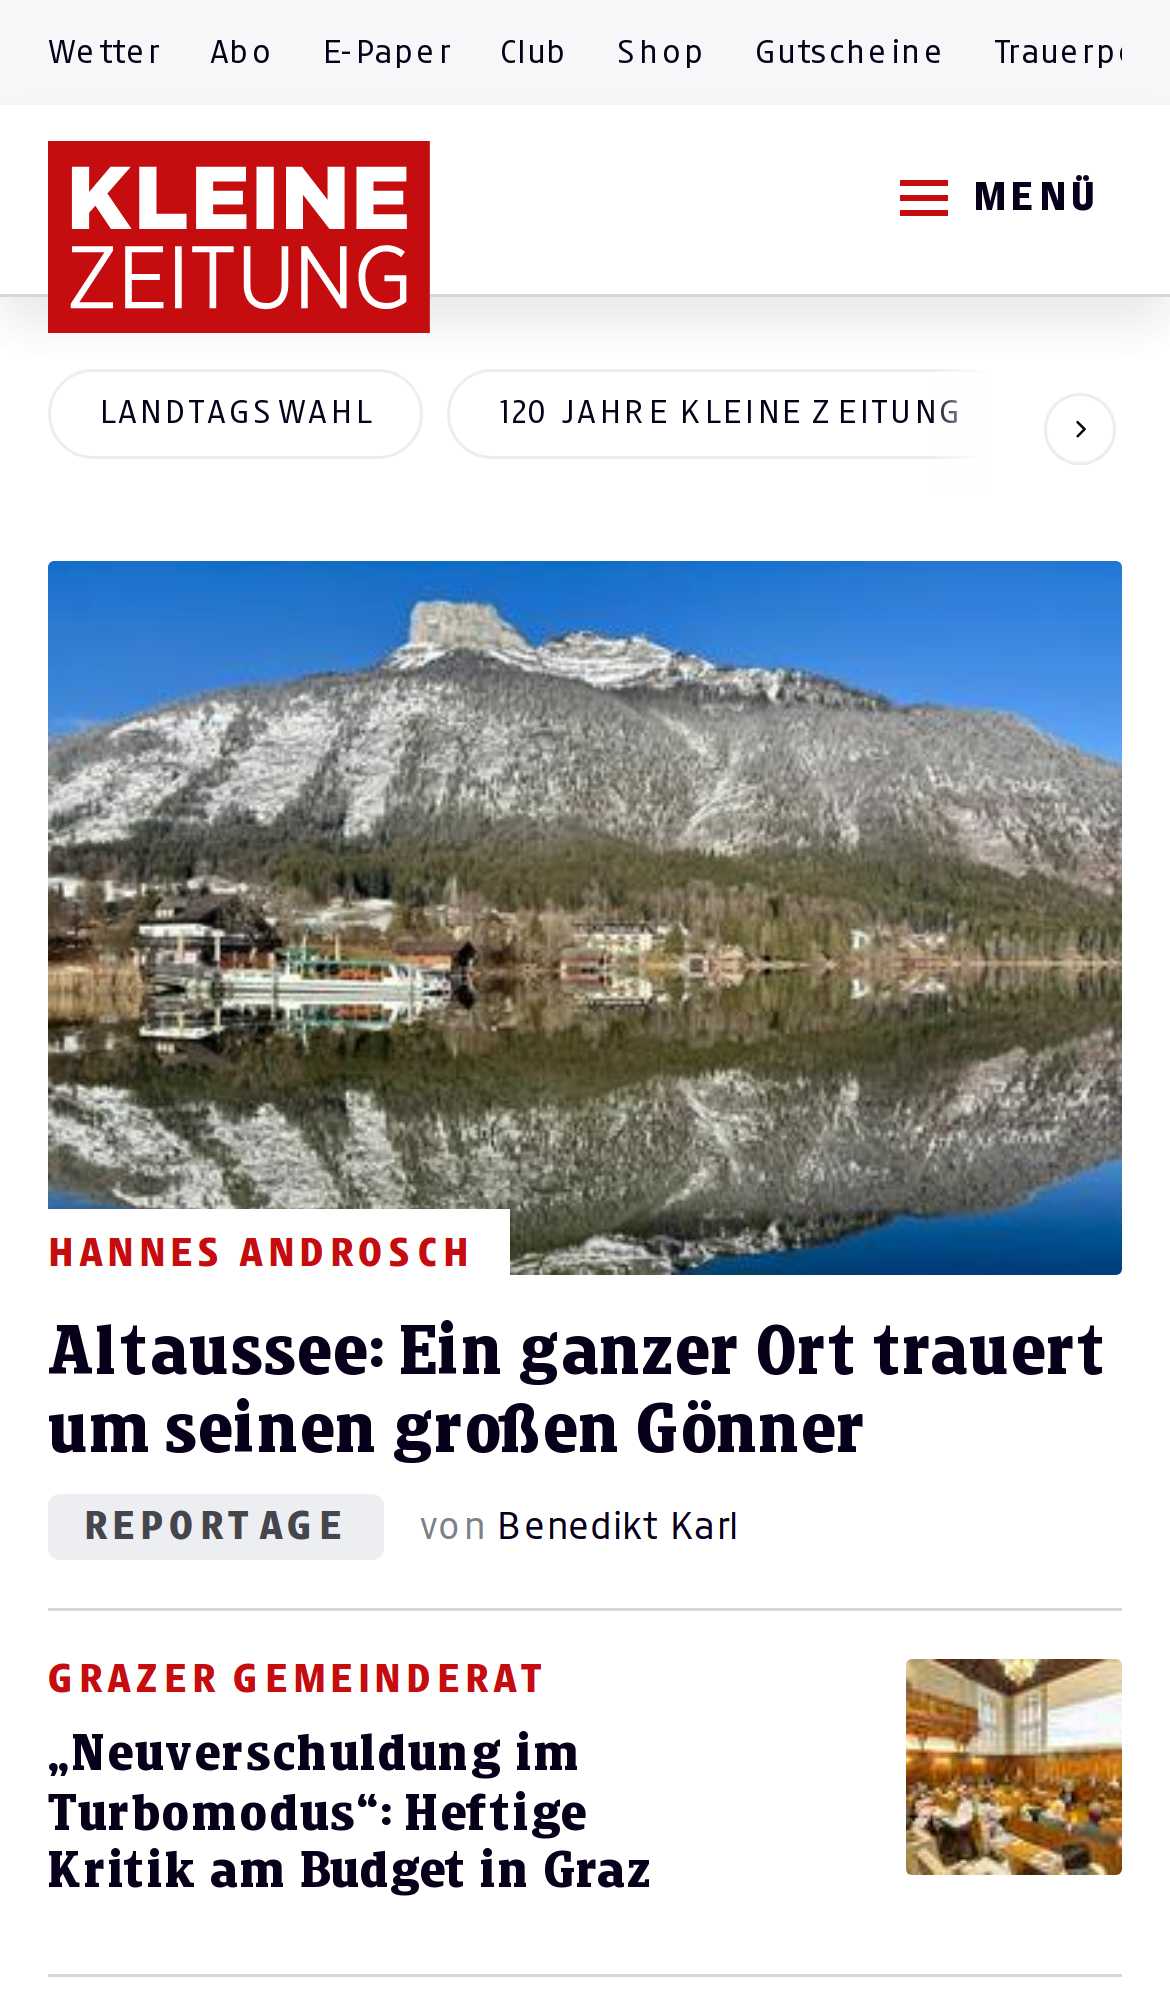 Wetter Abo E-Paper Club Shop Gutscheine
KLEINE
ZEITUNG
MENÜ
LANDTAGSWAHL 120 JAHRE KLEINE ZEITUNG
HANNES ANDROSCH
Altaussee: Ein ganzer Ort trauert
um seinen großen Gönner
REPORTAGE von Benedikt Karl
GRAZER GEMEINDERAT
„Neuverschuldung im
Turbomodus“: Heftige
Kritik am Budget in Graz